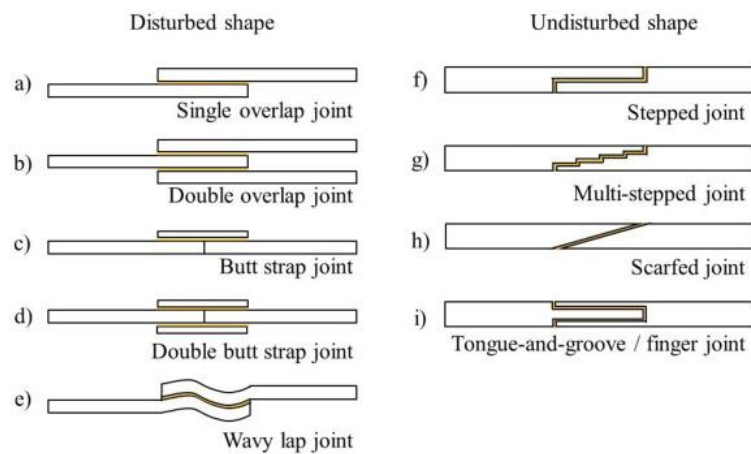 Disturbed shape
a)
Single overlap joint
b)
Double overlap joint
c)
Butt strap joint
d)
Double butt strap joint
e)
Wavy lap joint
Undisturbed shape
f)
Stepped joint
g)
Multi-stepped joint
h)
Scarfed joint
i)
Tongue-and-groove / finger joint